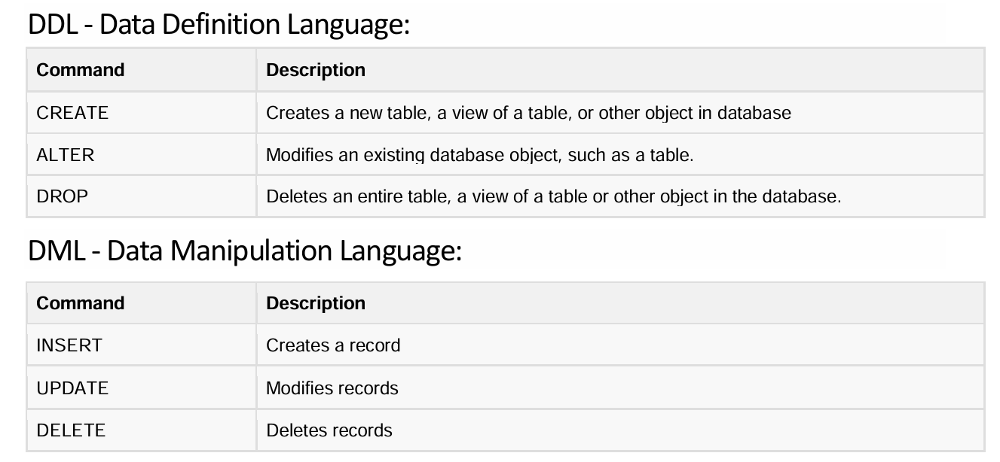 DDL - Data Definition Language:
Command Description
CREATE Creates a new table, a view of a table, or other object in database
ALTER Modifies an existing database object, such as a table.
DROP Deletes an entire table, a view of a table or other object in the database.
DML - Data Manipulation Language:
Command Description
INSERT Creates a record
UPDATE Modifies records
DELETE Deletes records